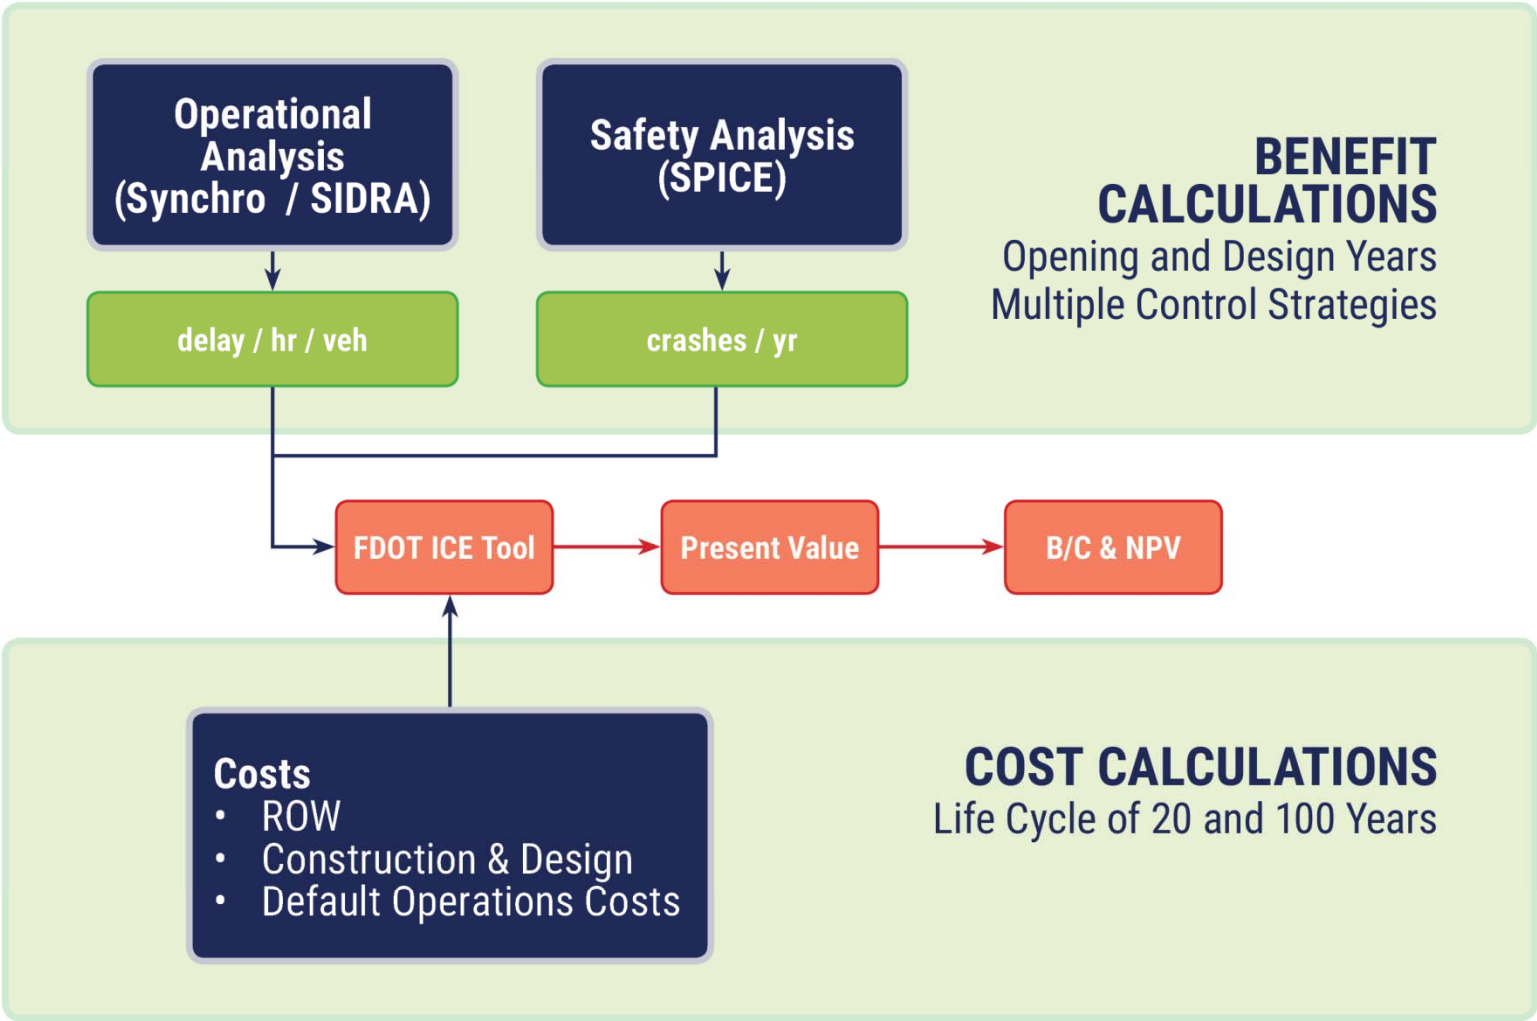 Operational
Analysis
(Synchro / SIDRA)
Safety Analysis
(SPICE)
BENEFIT
CALCULATIONS
Opening and Design Years
Multiple Control Strategies
delay / hr / veh
crashes / yr
FDOT ICE Tool
Present Value
B/C & NPV
Costs
• ROW
• Construction & Design
• Default Operations Costs
COST CALCULATIONS
Life Cycle of 20 and 100 Years